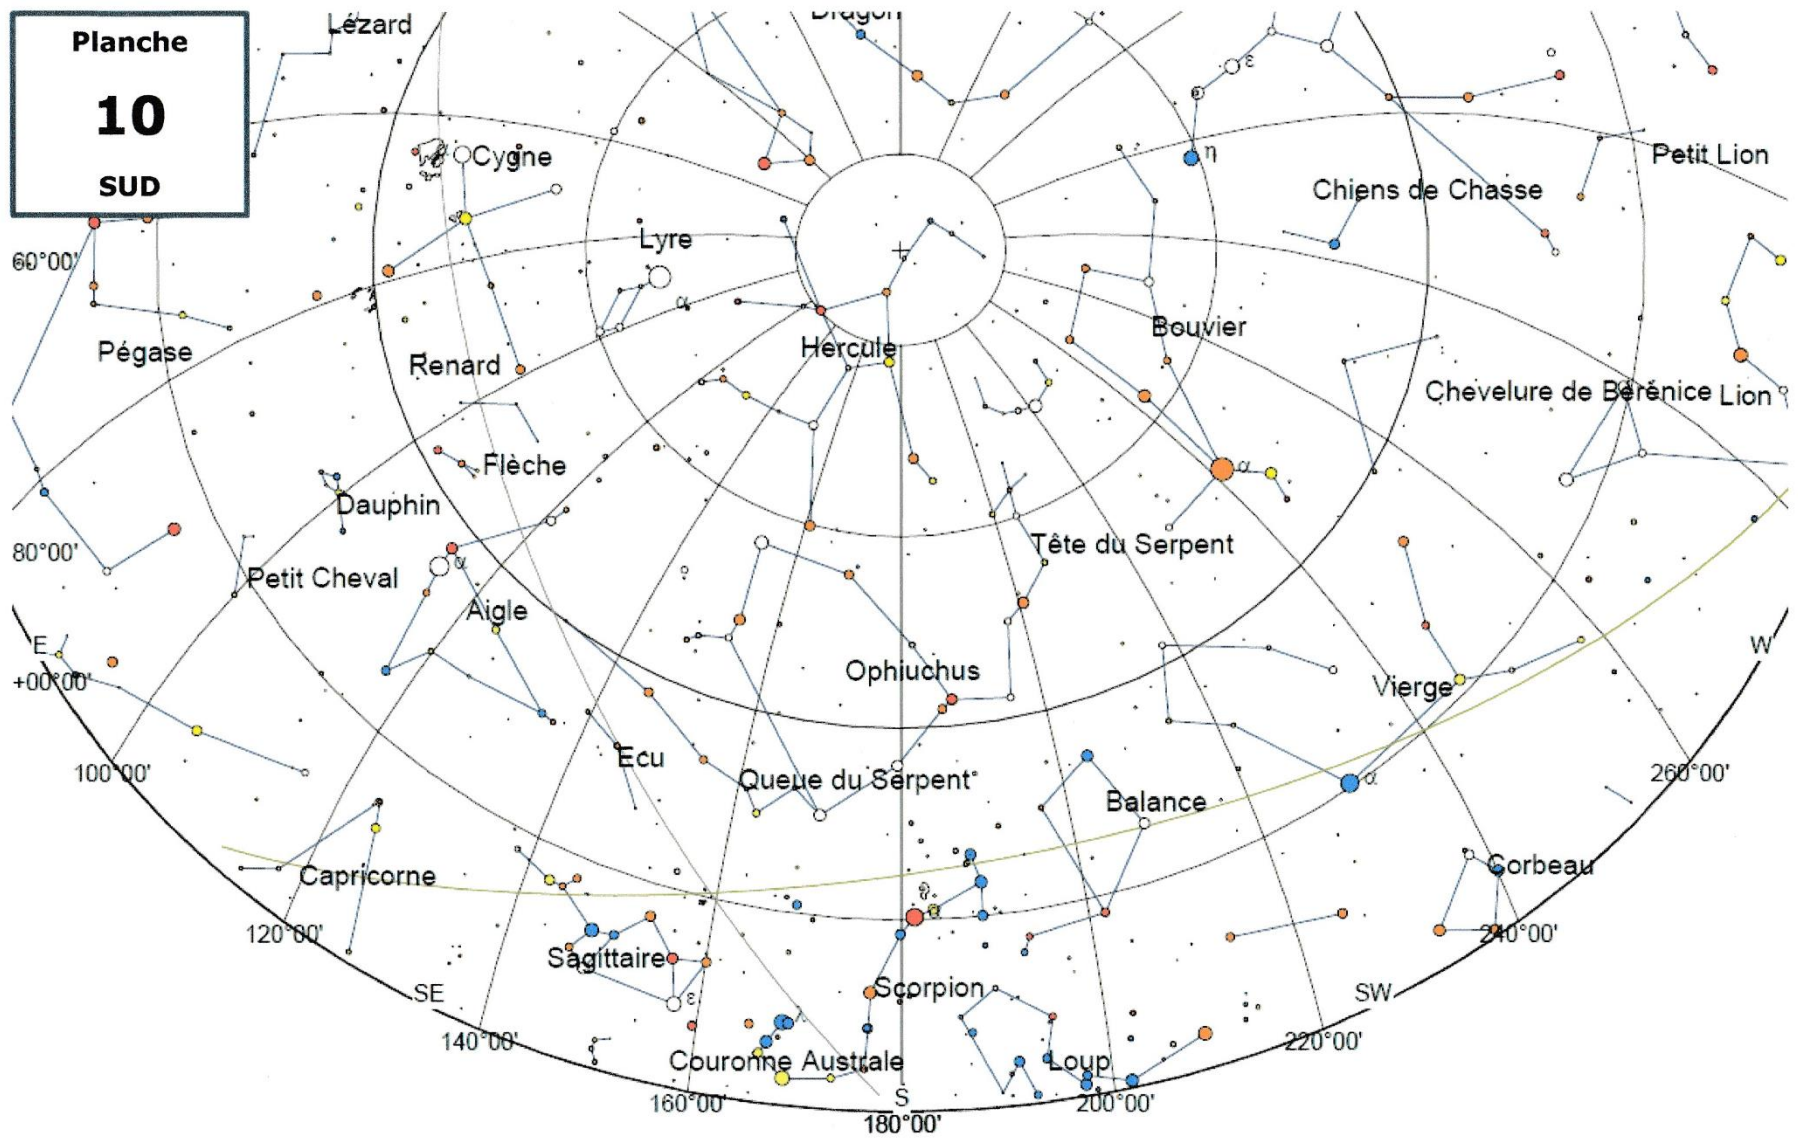 Planche
10
SUD
Lézard
Dragon
ε
Cygne
η
Petit Lion
Chiens de Chasse
Lyre
60°00'
α
Bouvier
Hercule
Pégase
Renard
Chevelure de Bérénice
Lion
Flèche
α
Dauphin
Tête du Serpent
80°00'
α
Petit Cheval
Aigle
E
W
Ophiuchus
+00°00'
Vierge
Ecu
100°00'
Queue du Serpent
α
260°00'
Balance
Corbeau
Capricorne
120°00'
240°00'
Sagittaire
ε
Scorpion
SE
SW
λ
140°00'
220°00'
Couronne Australe
Loup
S
160°00'
200°00'
180°00'